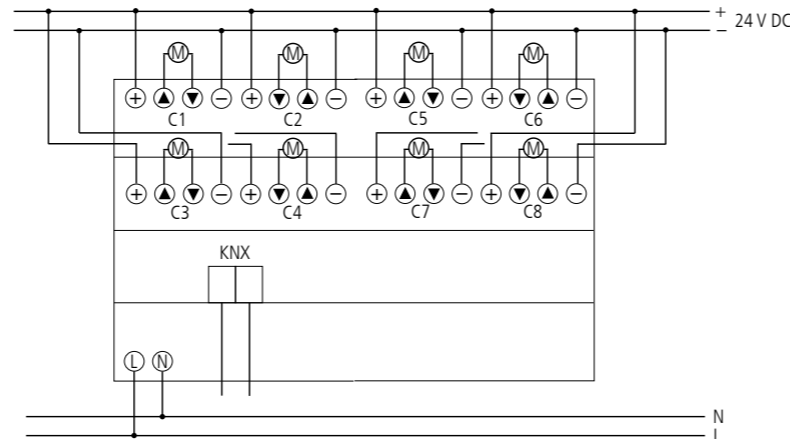 +
− 24 V DC
M M M M
+ ▲ ▼ − + ▼ ▲ − + ▲ ▼ − + ▼ ▲ −
C1 C2 C5 C6
M M M M
+ ▲ ▼ − + ▼ ▲ − + ▲ ▼ − + ▼ ▲ −
C3 C4 C7 C8
KNX
L N
N
L